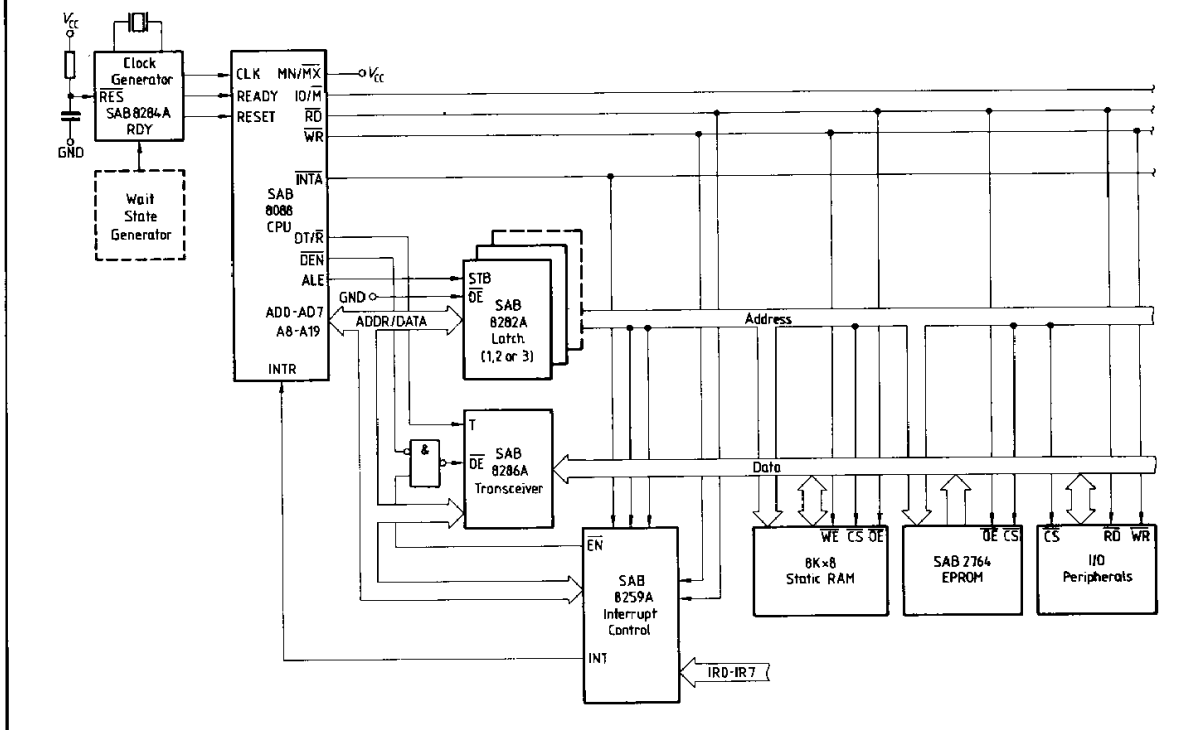 VCC
Clock
Generator
RES
SAB 8284A
RDY
GND
Wait
State
Generator
CLK
READY
RESET
MN/MX
VCC
IO/M
RD
WR
INTA
SAB
8088
CPU
DT/R
DEN
ALE
AD0-AD7
A8-A19
INTR
ADDR/DATA
GND
STB
OE
SAB
8282A
Latch
(1,2 or 3)
Address
T
&
OE
SAB
8286A
Transceiver
Data
EN
SAB
8259A
Interrupt
Control
INT
IR0-IR7
WE CS OE
8K×8
Static RAM
OE CS
SAB 2764
EPROM
CS RD WR
I/O
Peripherals